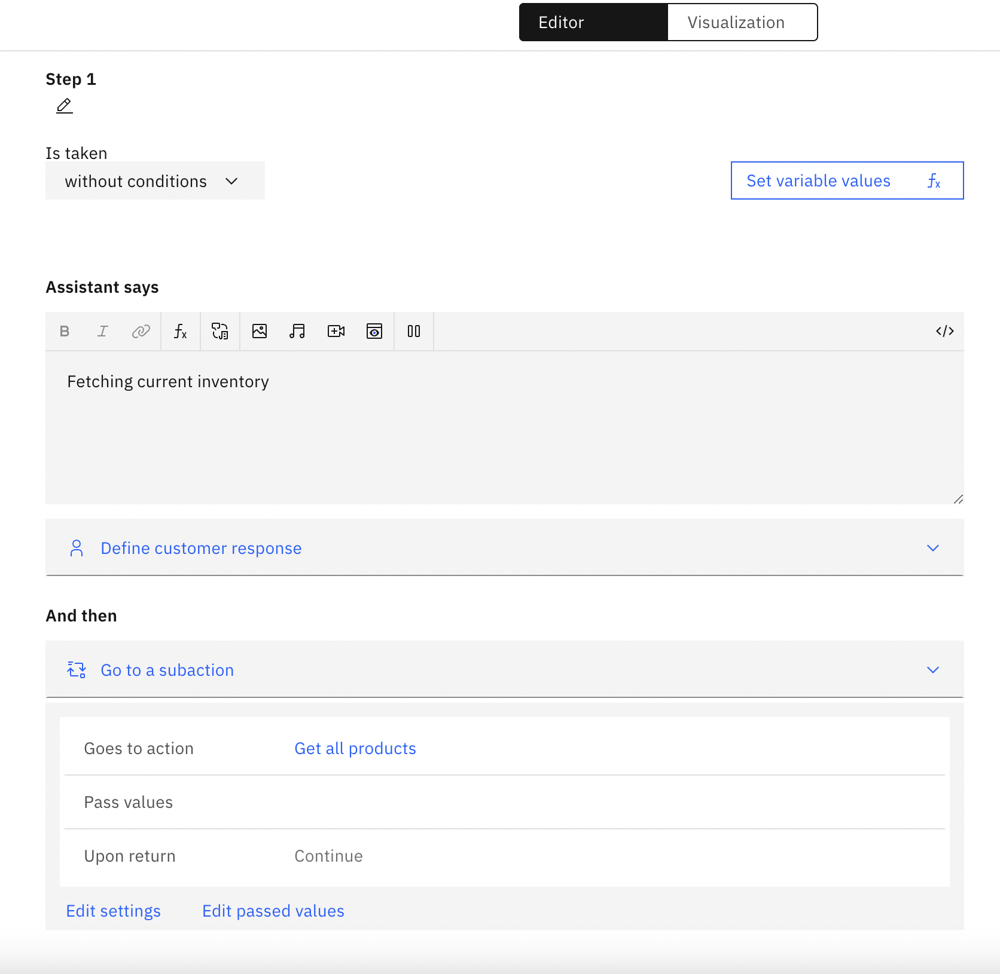 Editor Visualization
Step 1
Is taken
without conditions
Set variable values fx
Assistant says
B I fx </>
Fetching current inventory
Define customer response
And then
Go to a subaction
Goes to action Get all products
Pass values
Upon return Continue
Edit settings Edit passed values